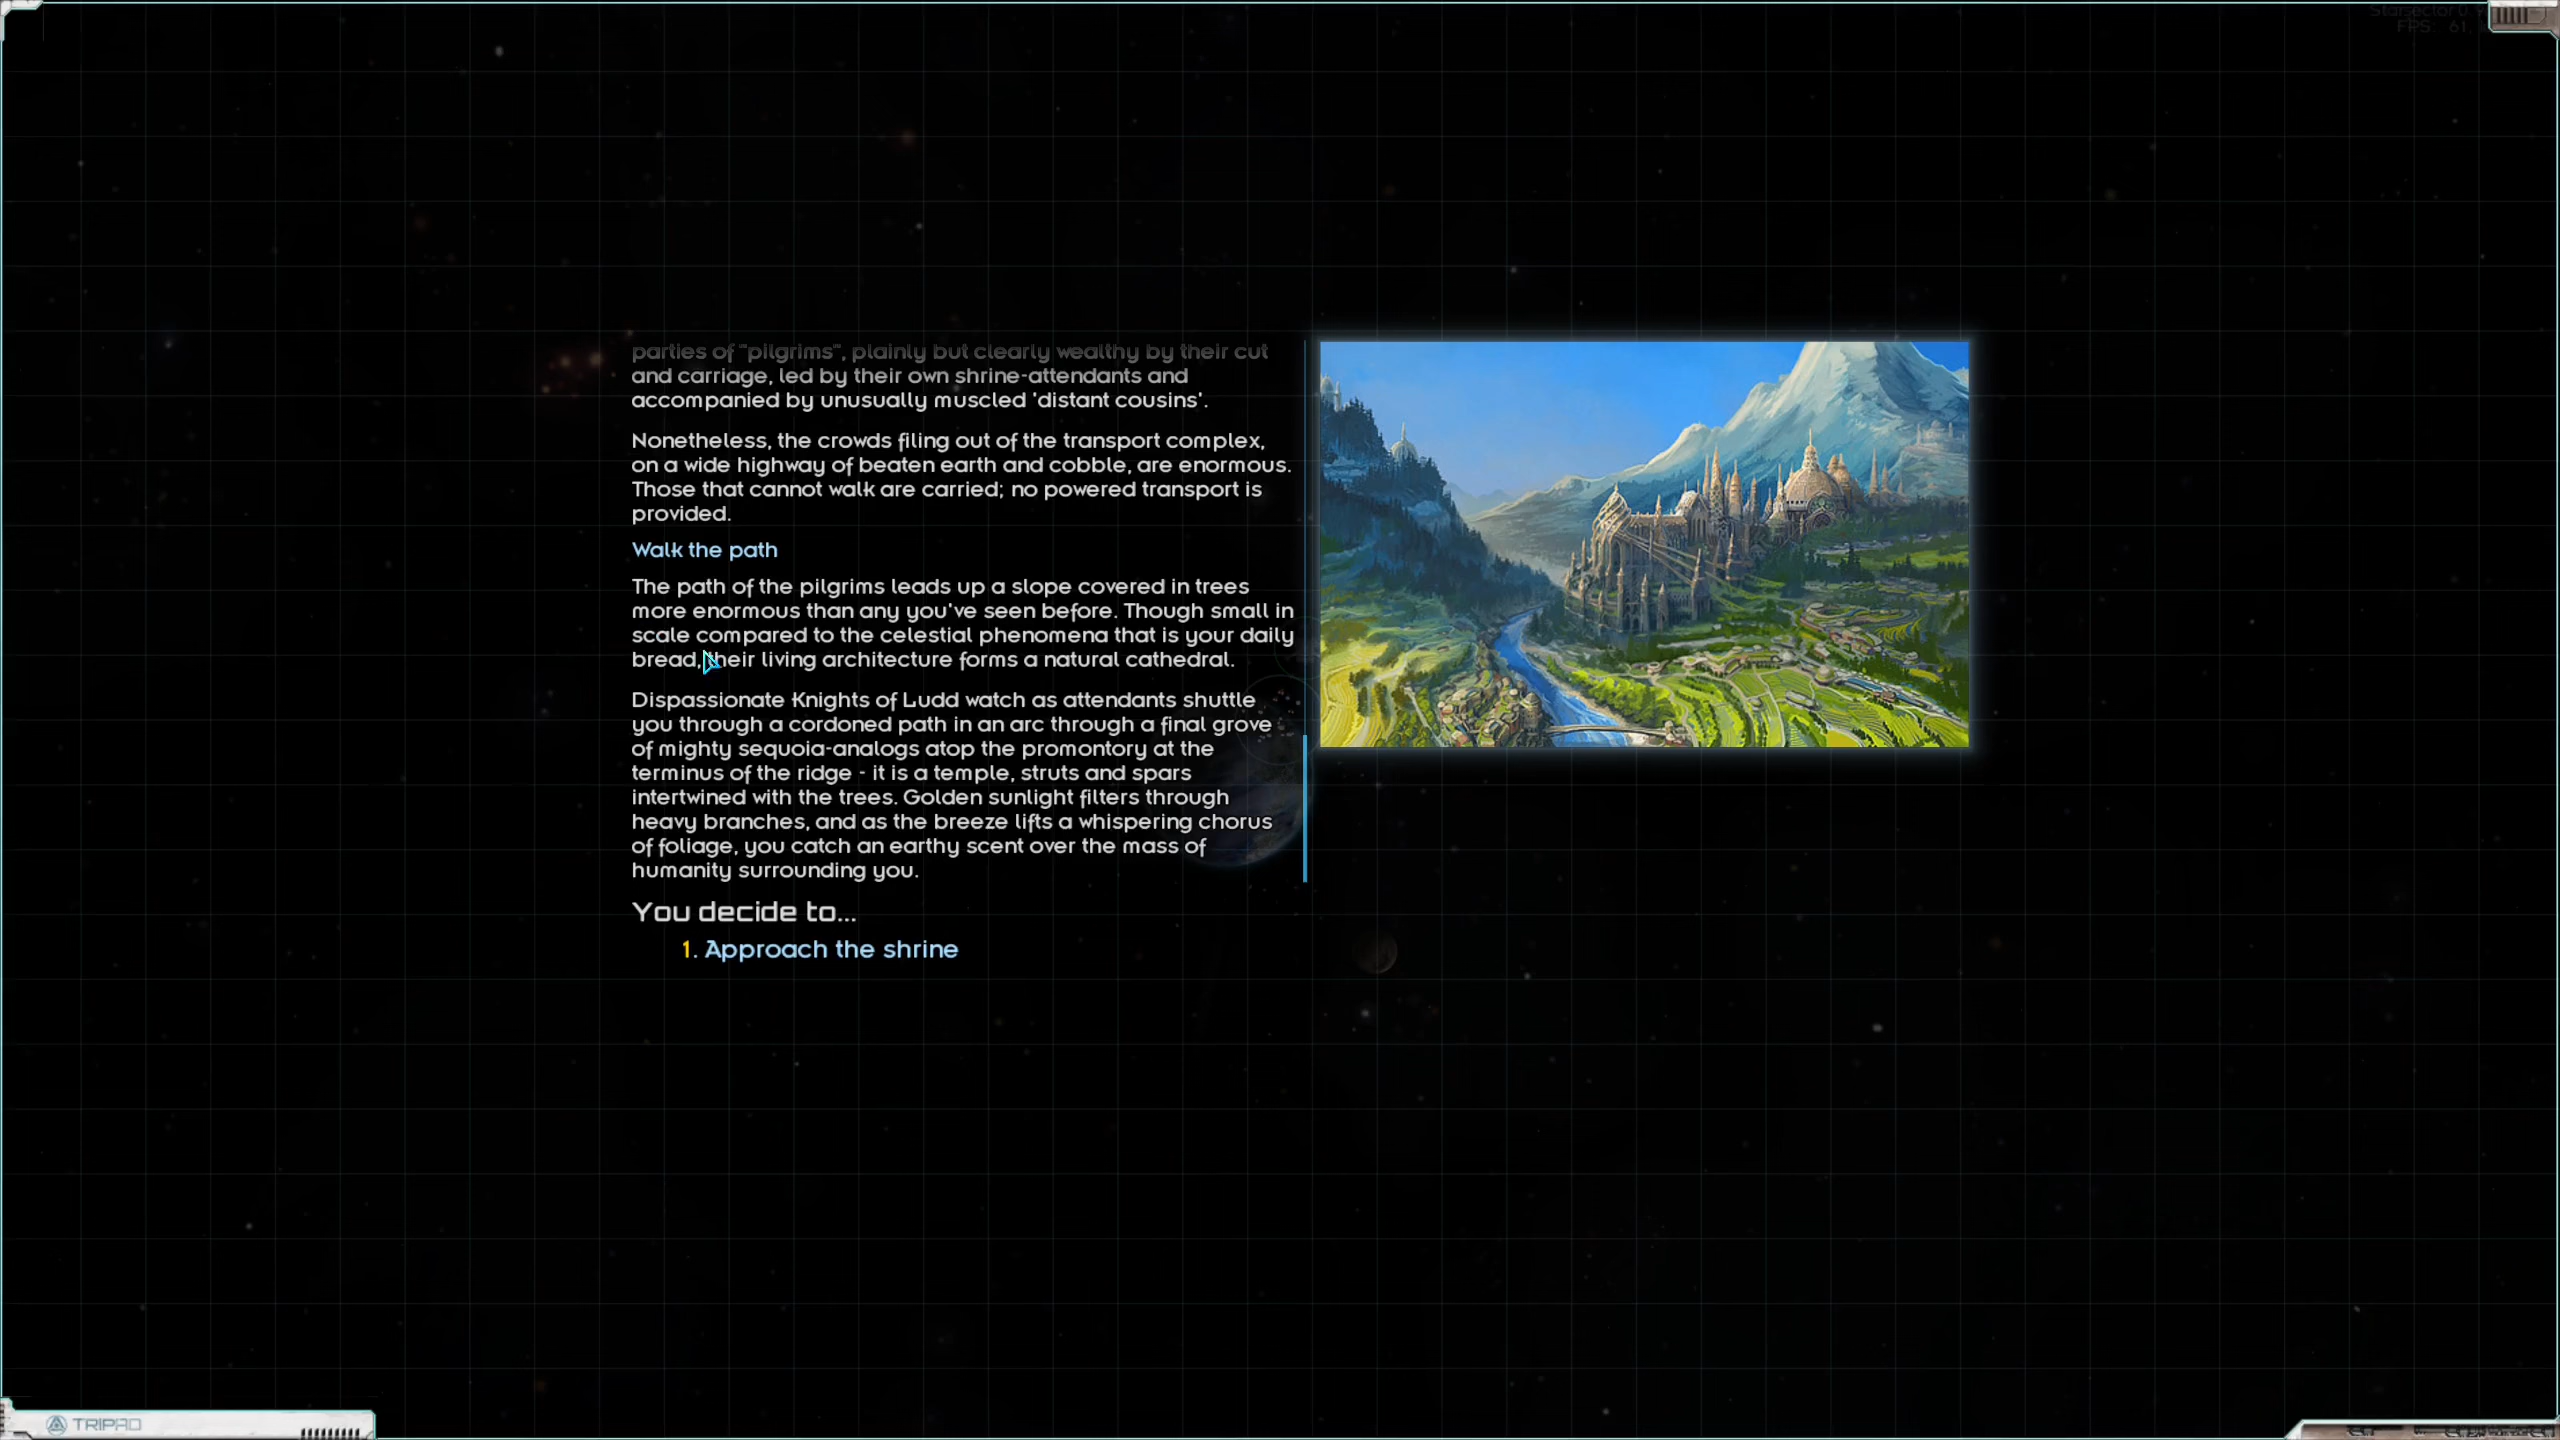 Starsector 0.
FPS: 61
parties of "pilgrims", plainly but clearly wealthy by their cut
and carriage, led by their own shrine-attendants and
accompanied by unusually muscled 'distant cousins'.
Nonetheless, the crowds filing out of the transport complex,
on a wide highway of beaten earth and cobble, are enormous.
Those that cannot walk are carried; no powered transport is
provided.
Walk the path
The path of the pilgrims leads up a slope covered in trees
more enormous than any you've seen before. Though small in
scale compared to the celestial phenomena that is your daily
bread, their living architecture forms a natural cathedral.
Dispassionate Knights of Ludd watch as attendants shuttle
you through a cordoned path in an arc through a final grove
of mighty sequoia-analogs atop the promontory at the
terminus of the ridge - it is a temple, struts and spars
intertwined with the trees. Golden sunlight filters through
heavy branches, and as the breeze lifts a whispering chorus
of foliage, you catch an earthy scent over the mass of
humanity surrounding you.
You decide to...
1. Approach the shrine
TRIPAD